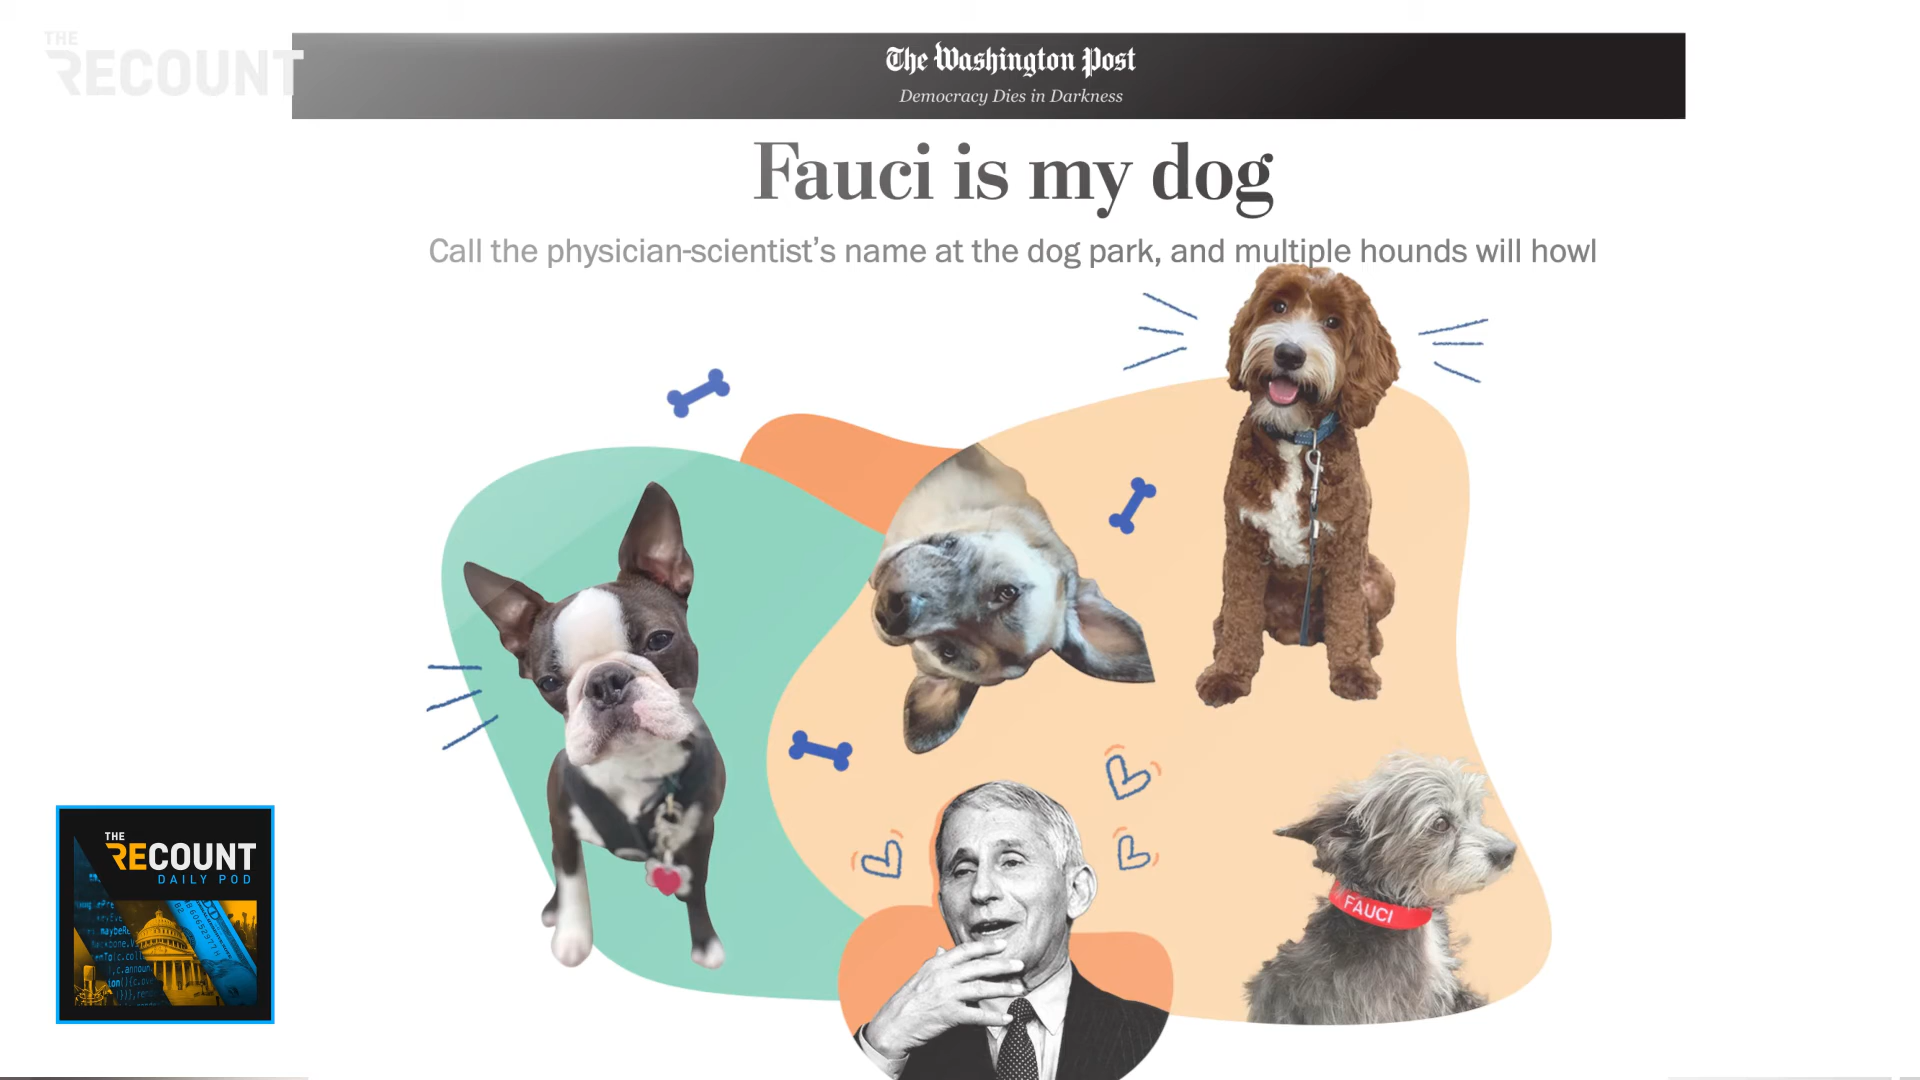 THE
RECOUNT
The Washington Post
Democracy Dies in Darkness
Fauci is my dog
Call the physician-scientist’s name at the dog park, and multiple hounds will howl
FAUCI
THE
RECOUNT
DAILY POD